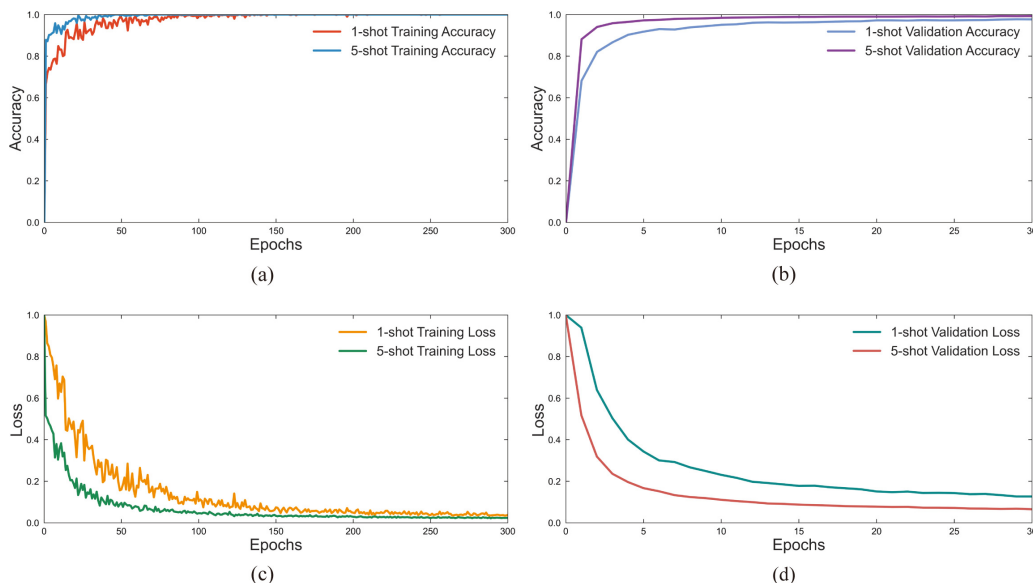 1.0
0.8
0.6
0.4
0.2
0.0
Accuracy
1-shot Training Accuracy
5-shot Training Accuracy
0 50 100 150 200 250 300
Epochs
(a)
1.0
0.8
0.6
0.4
0.2
0.0
Accuracy
1-shot Validation Accuracy
5-shot Validation Accuracy
0 5 10 15 20 25 30
Epochs
(b)
1.0
0.8
0.6
0.4
0.2
0.0
Loss
1-shot Training Loss
5-shot Training Loss
0 50 100 150 200 250 300
Epochs
(c)
1.0
0.8
0.6
0.4
0.2
0.0
Loss
1-shot Validation Loss
5-shot Validation Loss
0 5 10 15 20 25 30
Epochs
(d)